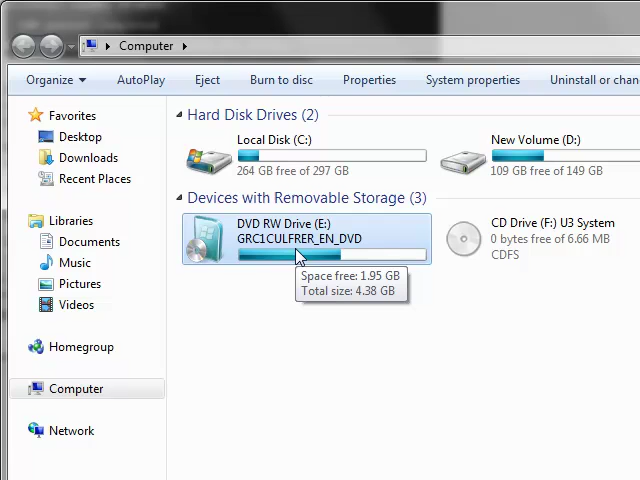 Computer
Organize AutoPlay Eject Burn to disc Properties System properties Uninstall or chan
Favorites
Desktop
Downloads
Recent Places
Libraries
Documents
Music
Pictures
Videos
Homegroup
Computer
Network
Hard Disk Drives (2)
Local Disk (C:)
264 GB free of 297 GB
New Volume (D:)
109 GB free of 149 GB
Devices with Removable Storage (3)
DVD RW Drive (E:)
GRC1CULFRER_EN_DVD
Space free: 1.95 GB
Total size: 4.38 GB
CD Drive (F:) U3 System
0 bytes free of 6.66 MB
CDFS